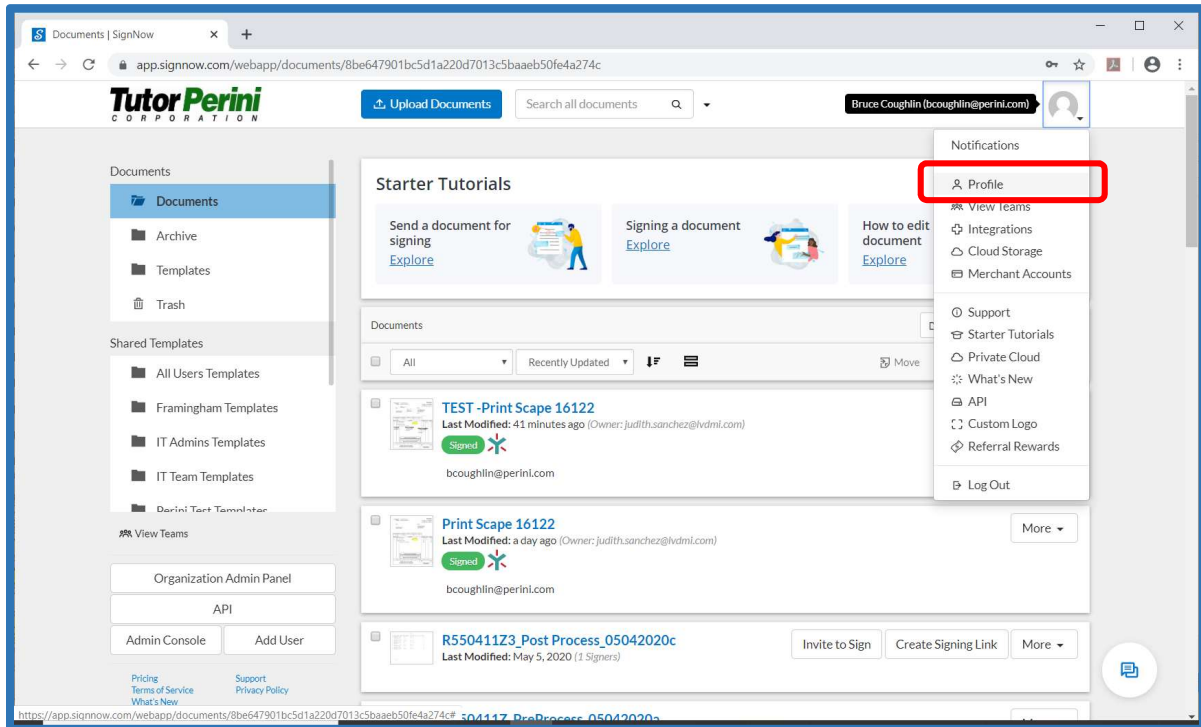 Documents | SignNow
app.signnow.com/webapp/documents/8be647901bc5d1a220d7013c5baaeb50fe4a274c
Tutor Perini
CORPORATION
Upload Documents
Search all documents
Bruce Coughlin (bcoughlin@perini.com)
Notifications
Profile
View Teams
Integrations
Cloud Storage
Merchant Accounts
Support
Starter Tutorials
Private Cloud
What's New
API
Custom Logo
Referral Rewards
Log Out
Documents
Documents
Archive
Templates
Trash
Shared Templates
All Users Templates
Framingham Templates
IT Admins Templates
IT Team Templates
Perini Test Templates
View Teams
Organization Admin Panel
API
Admin Console Add User
Pricing Support
Terms of Service Privacy Policy
What's New
Starter Tutorials
Send a document for
signing
Explore
Signing a document
Explore
How to edit
document
Explore
Documents
All Recently Updated Move
TEST -Print Scape 16122
Last Modified: 41 minutes ago (Owner: judith.sanchez@lvdmi.com)
Signed
bcoughlin@perini.com
Print Scape 16122
Last Modified: a day ago (Owner: judith.sanchez@lvdmi.com)
Signed
bcoughlin@perini.com
More
R550411Z3_Post Process_05042020c
Last Modified: May 5, 2020 (1 Signers)
Invite to Sign Create Signing Link More
https://app.signnow.com/webapp/documents/8be647901bc5d1a220d7013c5baaeb50fe4a274c#
50411Z_PreProcess_05042020a